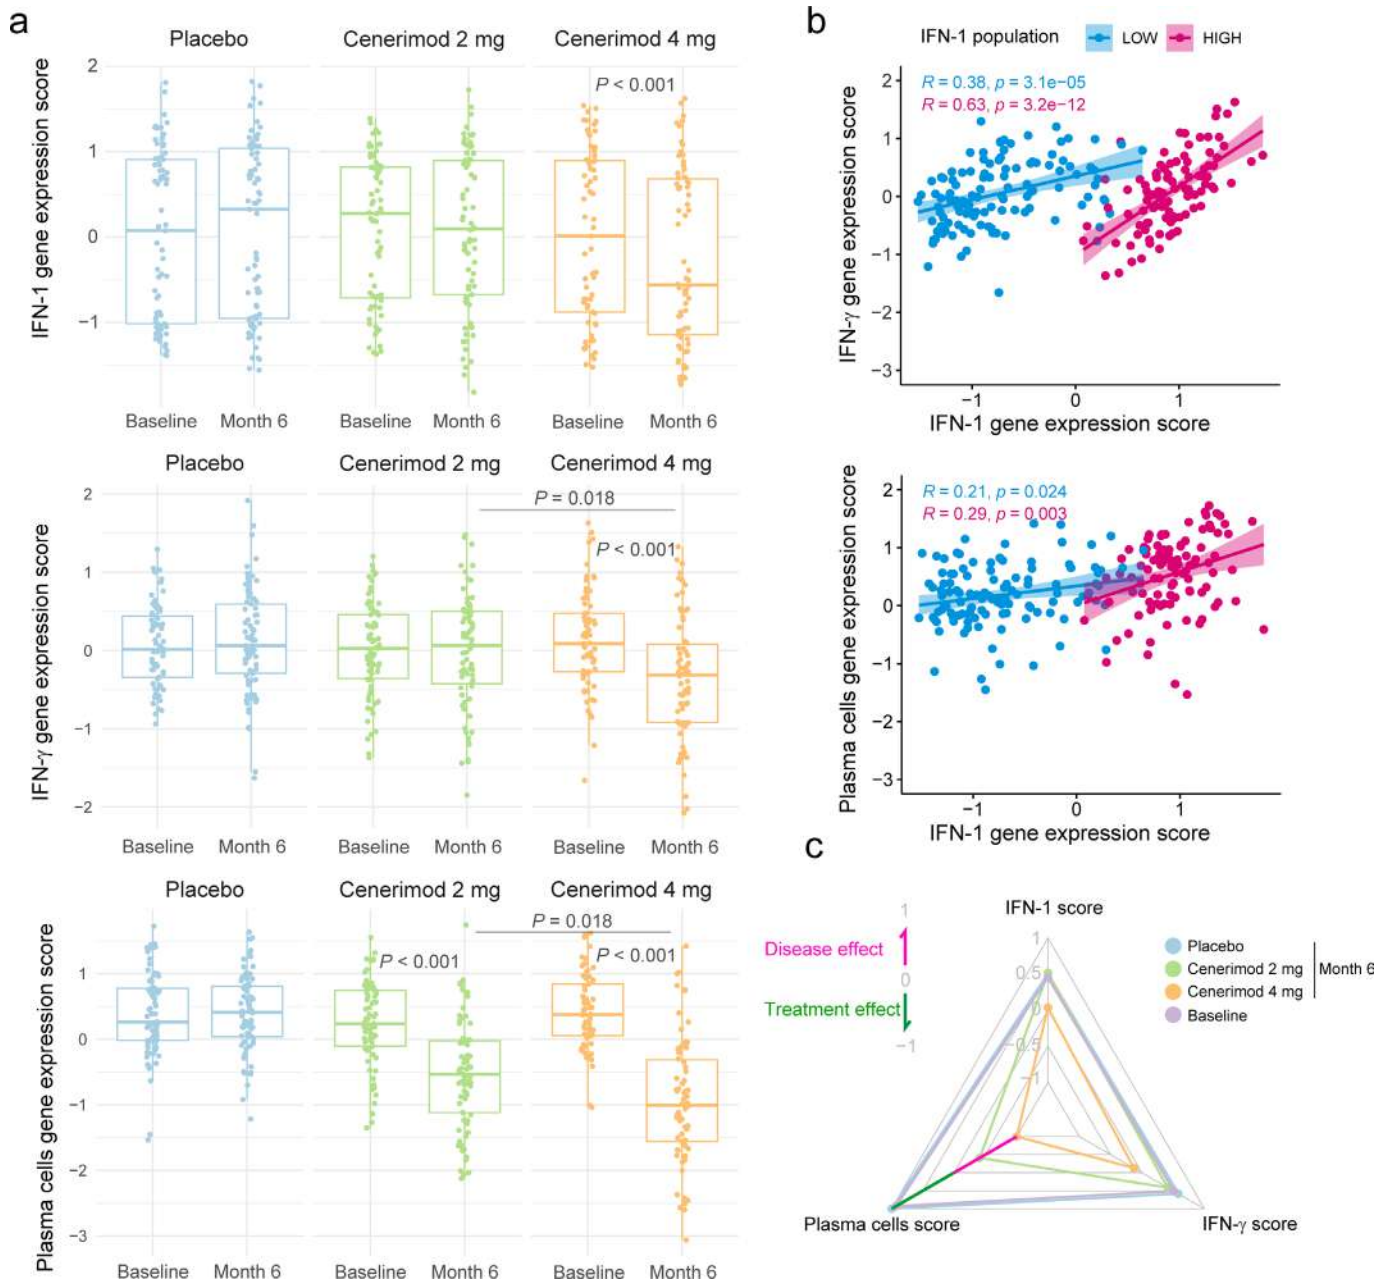 a
Placebo
Cenerimod 2 mg
Cenerimod 4 mg
IFN-1 gene expression score
2
1
0
−1
P < 0.001
Baseline
Month 6
Baseline
Month 6
Baseline
Month 6
Placebo
Cenerimod 2 mg
Cenerimod 4 mg
IFN-γ gene expression score
2
1
0
−1
−2
P = 0.018
P < 0.001
Baseline
Month 6
Baseline
Month 6
Baseline
Month 6
Placebo
Cenerimod 2 mg
Cenerimod 4 mg
Plasma cells gene expression score
1
0
−1
−2
−3
P = 0.018
P < 0.001
P < 0.001
Baseline
Month 6
Baseline
Month 6
Baseline
Month 6
b
IFN-1 population
LOW
HIGH
R = 0.38, p = 3.1e−05
R = 0.63, p = 3.2e−12
IFN-γ gene expression score
2
1
0
−1
−2
−3
−1
0
1
IFN-1 gene expression score
R = 0.21, p = 0.024
R = 0.29, p = 0.003
Plasma cells gene expression score
2
1
0
−1
−2
−3
−1
0
1
IFN-1 gene expression score
c
1
Disease effect
0
Treatment effect
−1
IFN-1 score
1
0.5
0
−0.5
−1
Plasma cells score
IFN-γ score
Placebo
Cenerimod 2 mg
Cenerimod 4 mg
Month 6
Baseline